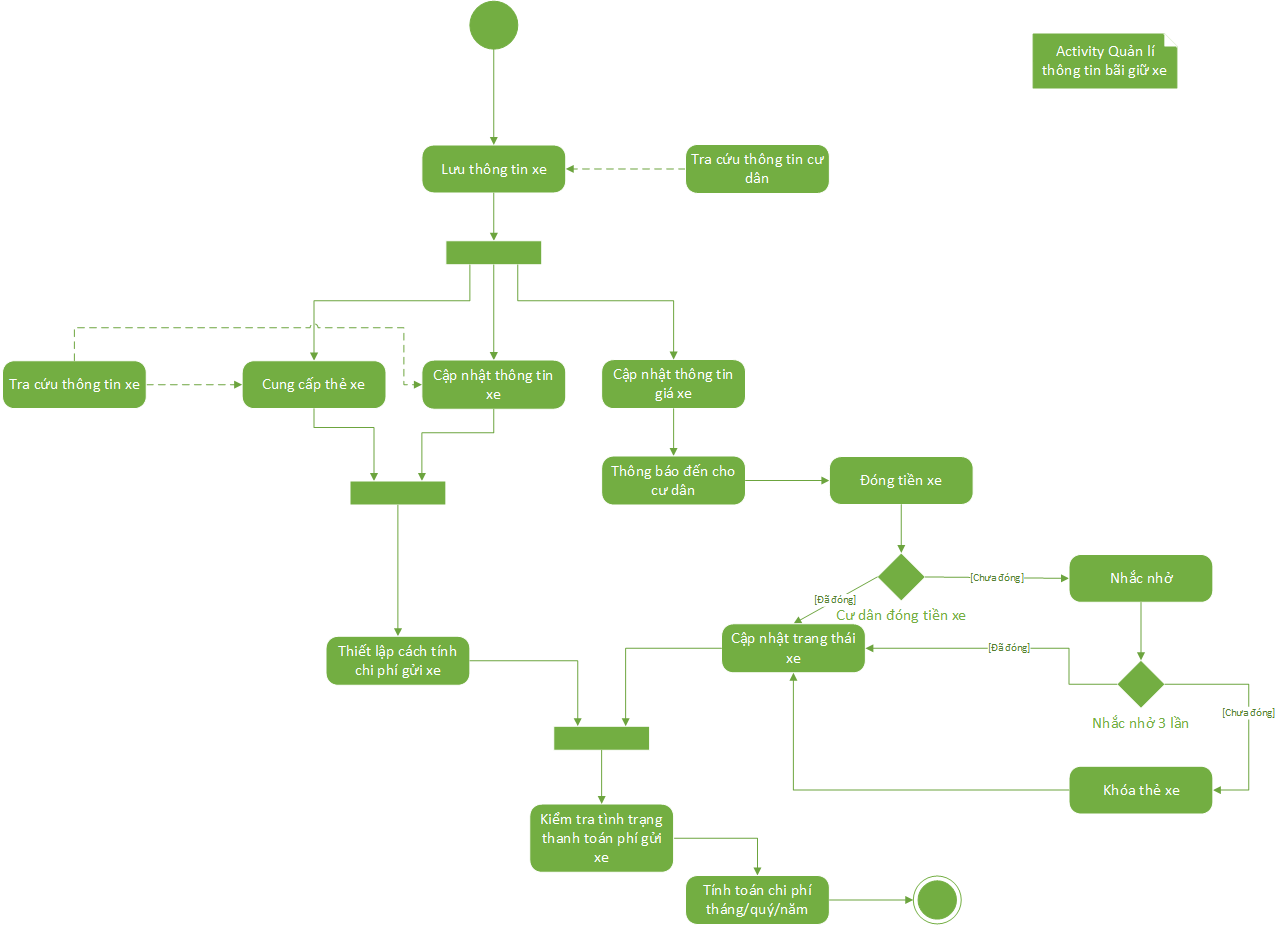 Activity Quản lí
thông tin bãi giữ xe
Lưu thông tin xe
Tra cứu thông tin cư
dân
Tra cứu thông tin xe
Cung cấp thẻ xe
Cập nhật thông tin
xe
Cập nhật thông tin
giá xe
Thông báo đến cho
cư dân
Đóng tiền xe
[Chưa đóng]
Nhắc nhở
[Đã đóng]
Cư dân đóng tiền xe
Thiết lập cách tính
chi phí gửi xe
Cập nhật trang thái
xe
[Đã đóng]
Nhắc nhở 3 lần
[Chưa đóng]
Khóa thẻ xe
Kiểm tra tình trạng
thanh toán phí gửi
xe
Tính toán chi phí
tháng/quý/năm